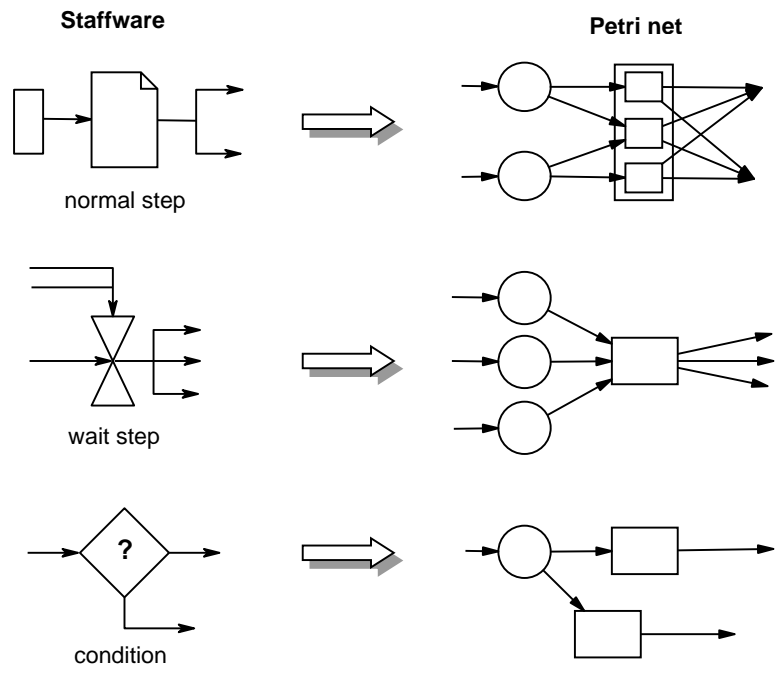 Staffware
Petri net
normal step
wait step
?
condition